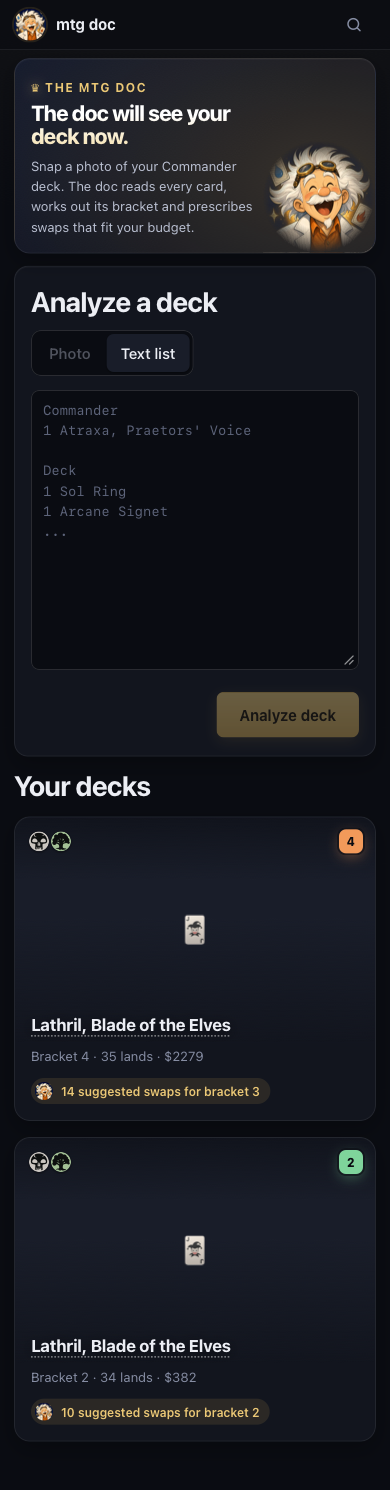 mtg doc
♛ THE MTG DOC
The doc will see your
deck now.
Snap a photo of your Commander
deck. The doc reads every card,
works out its bracket and prescribes
swaps that fit your budget.
Analyze a deck
Photo
Text list
Commander
1 Atraxa, Praetors' Voice
Deck
1 Sol Ring
1 Arcane Signet
...
Analyze deck
Your decks
4
Lathril, Blade of the Elves
Bracket 4 · 35 lands · $2279
14 suggested swaps for bracket 3
2
Lathril, Blade of the Elves
Bracket 2 · 34 lands · $382
10 suggested swaps for bracket 2